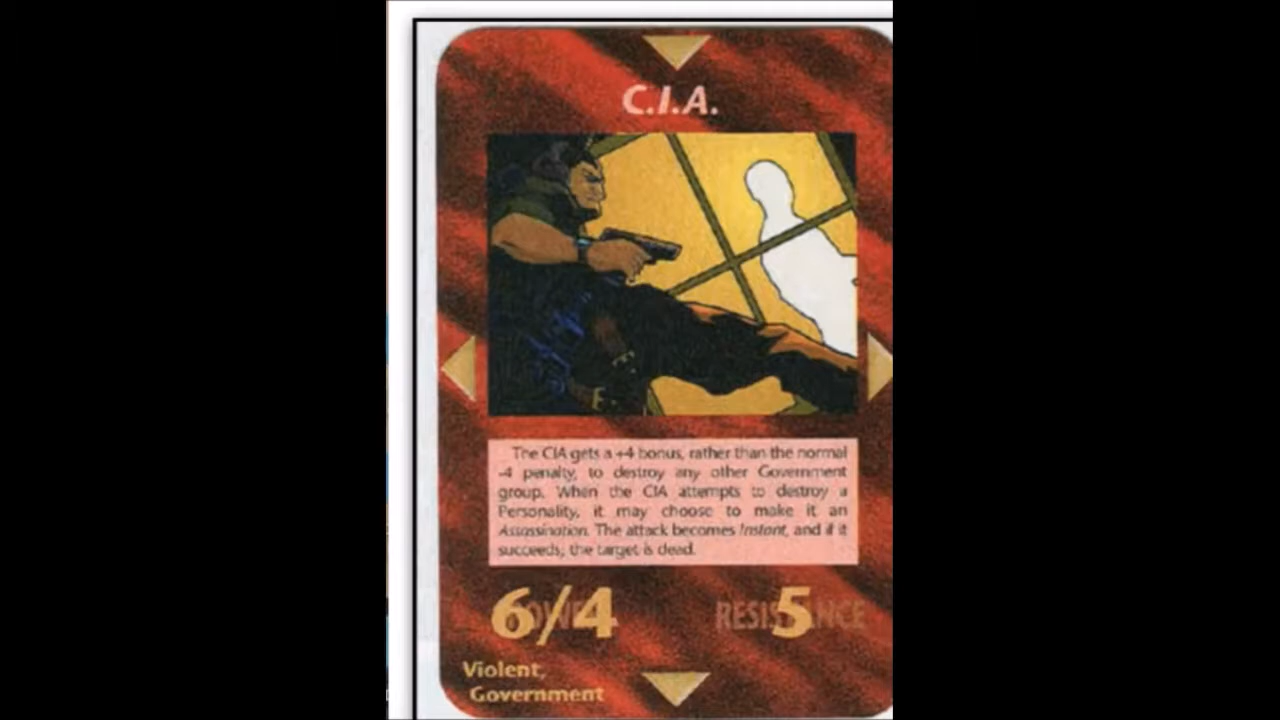 C.I.A.
The CIA gets a +4 bonus, rather than the normal
-4 penalty, to destroy any other Government
group. When the CIA attempts to destroy a
Personality, it may choose to make it an
Assassination. The attack becomes Instant, and if it
succeeds, the target is dead.
6/4 POWER RESISTANCE 5
Violent,
Government